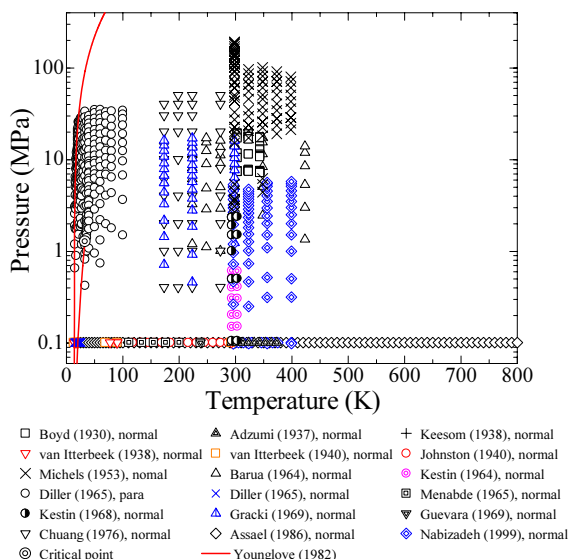 100
10
1
0.1
Pressure (MPa)
0 100 200 300 400 500 600 700 800
Temperature (K)
Boyd (1930), normal Adzumi (1937), normal Keesom (1938), normal
van Itterbeek (1938), normal van Itterbeek (1940), normal Johnston (1940), normal
Michels (1953), normal Barua (1964), normal Kestin (1964), normal
Diller (1965), para Diller (1965), normal Menabde (1965), normal
Kestin (1968), normal Gracki (1969), normal Guevara (1969), normal
Chuang (1976), normal Assael (1986), normal Nabizadeh (1999), normal
Critical point Younglove (1982)